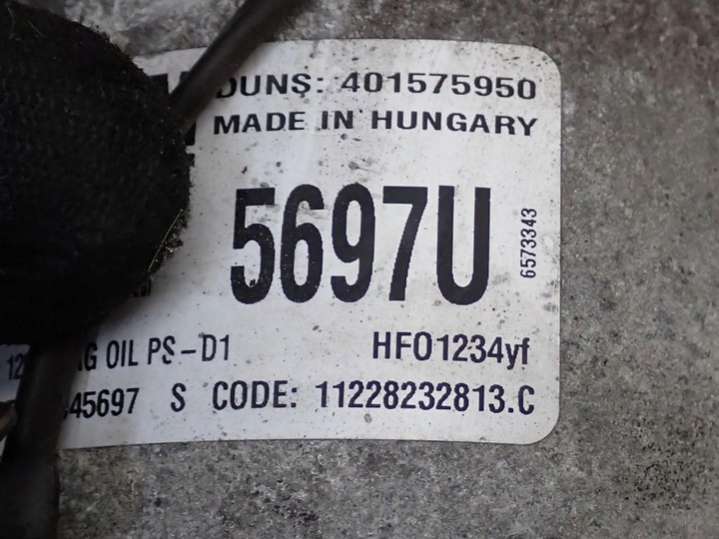 DUNS: 401575950
MADE IN HUNGARY
5697U
6573343
OIL PS-D1 HFO1234yf
45697 S CODE: 11228232813.C